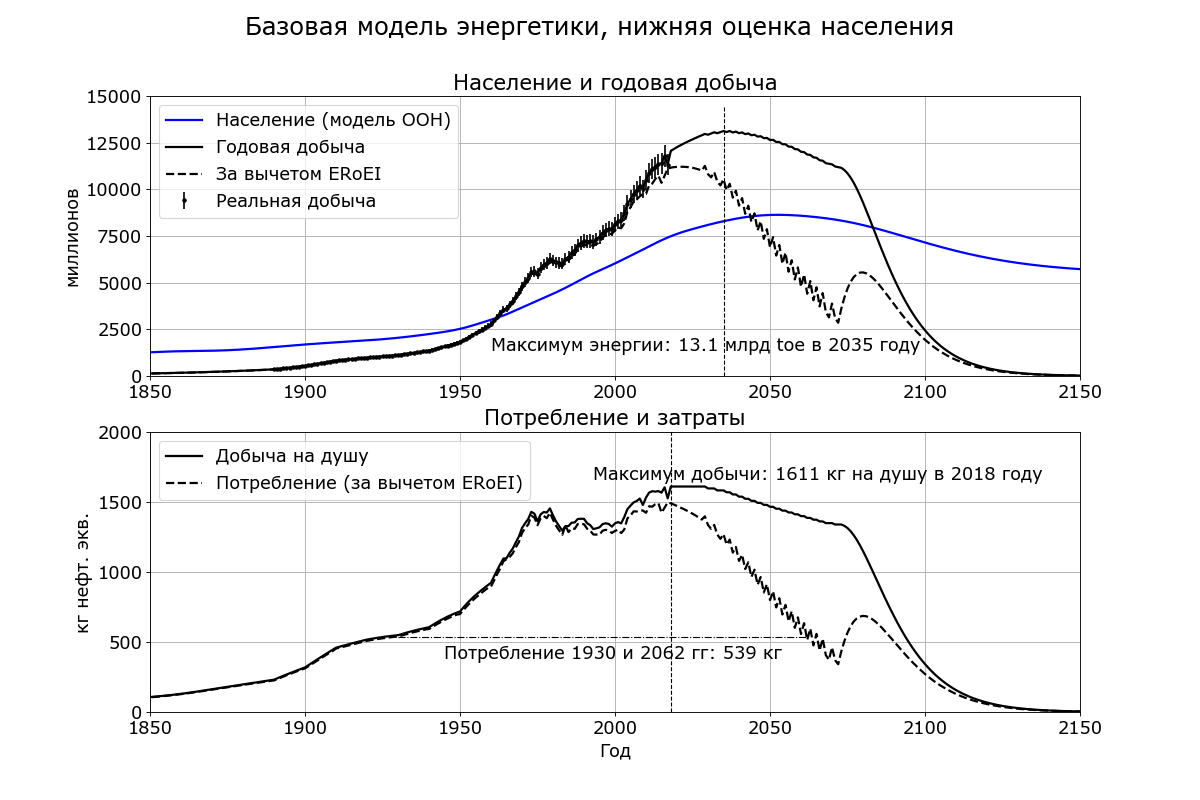 Базовая модель энергетики, нижняя оценка населения
Население и годовая добыча
миллионов
15000
12500
10000
7500
5000
2500
0
Население (модель ООН)
Годовая добыча
За вычетом ERoEI
Реальная добыча
Максимум энергии: 13.1 млрд toe в 2035 году
1850 1900 1950 2000 2050 2100 2150
Потребление и затраты
кг нефт. экв.
2000
1500
1000
500
0
Добыча на душу
Потребление (за вычетом ERoEI)
Максимум добычи: 1611 кг на душу в 2018 году
Потребление 1930 и 2062 гг: 539 кг
1850 1900 1950 2000 2050 2100 2150
Год